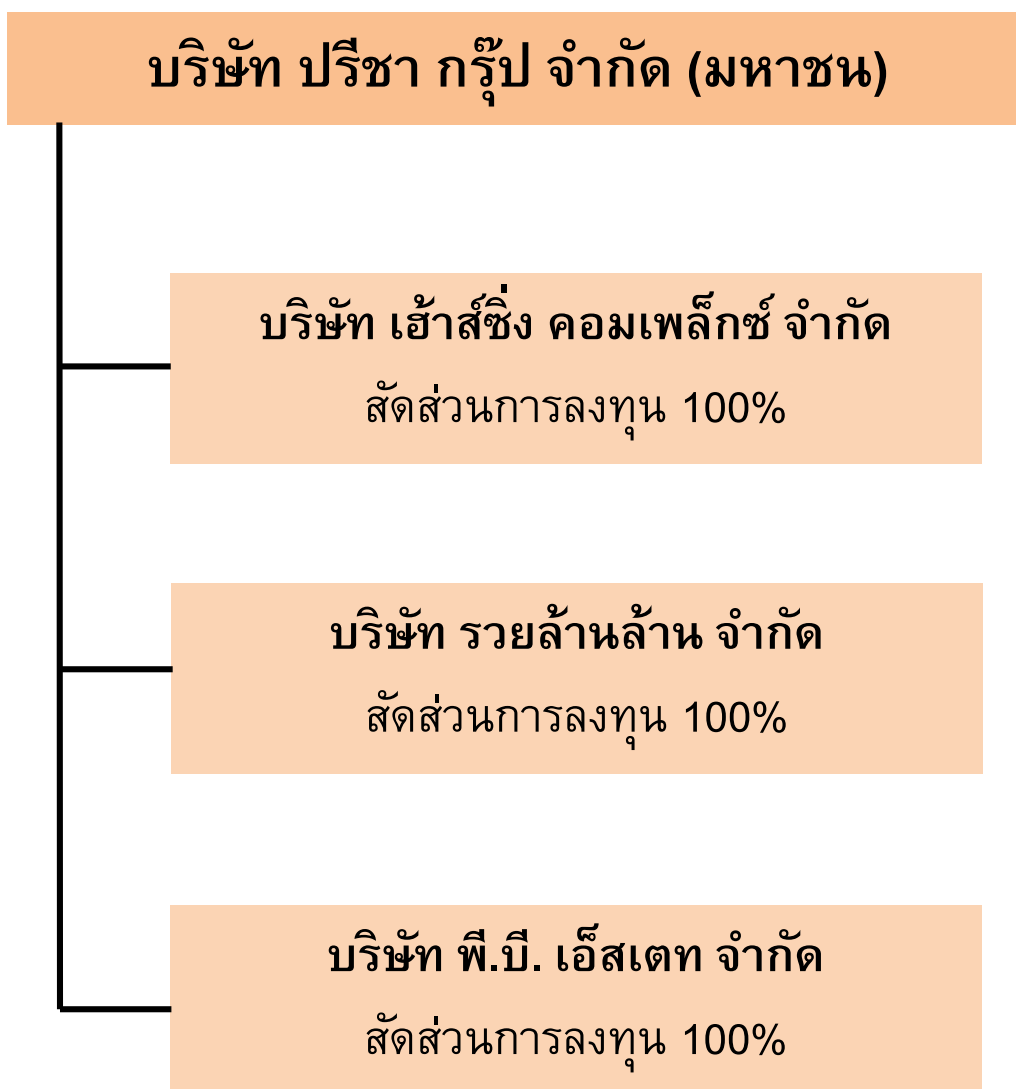 บริษัท ปรีชา กรุ๊ป จำกัด (มหาชน)
บริษัท เฮ้าส์ซิ่ง คอมเพล็กซ์ จำกัด
สัดส่วนการลงทุน 100%
บริษัท รวยล้านล้าน จำกัด
สัดส่วนการลงทุน 100%
บริษัท พี.บี. เอ็สเตท จำกัด
สัดส่วนการลงทุน 100%